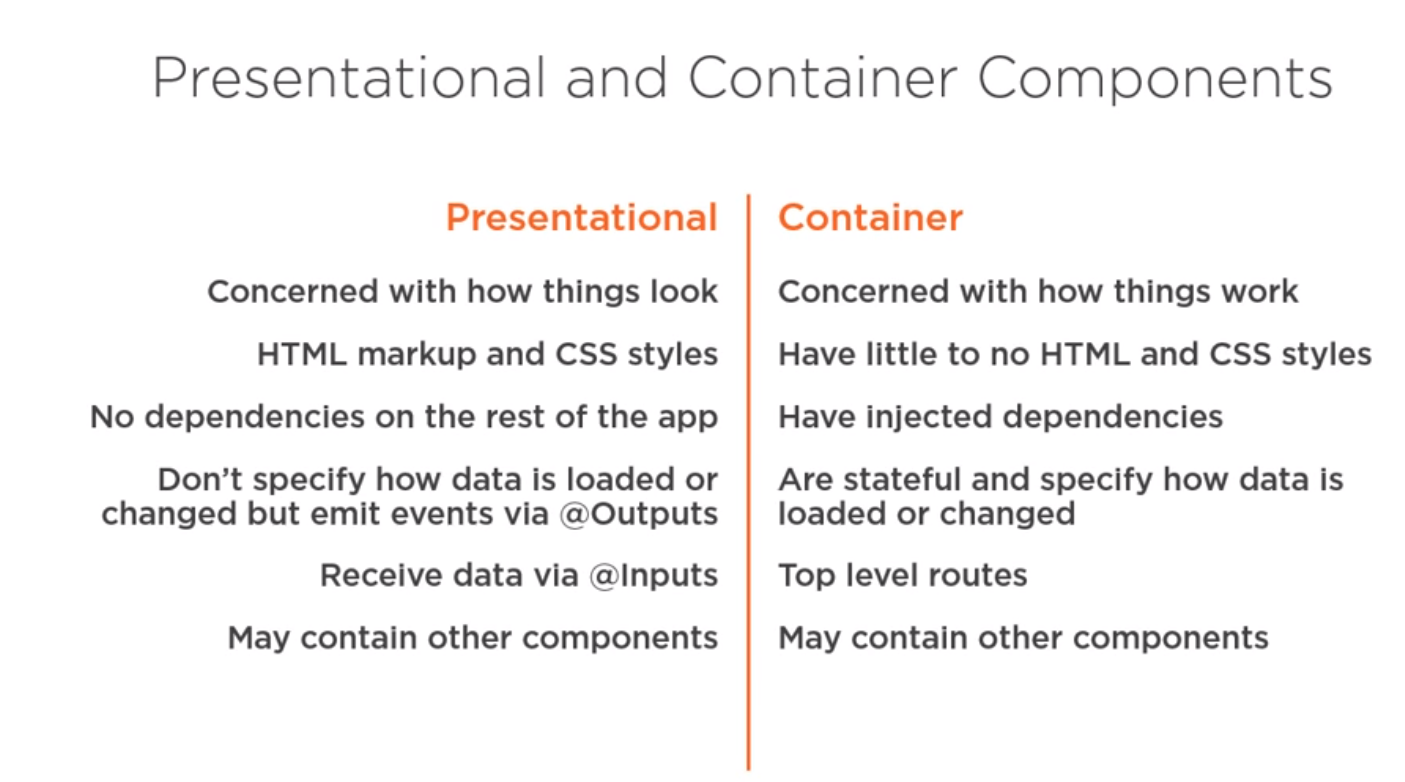 Presentational and Container Components
Presentational
Concerned with how things look
HTML markup and CSS styles
No dependencies on the rest of the app
Don’t specify how data is loaded or
changed but emit events via @Outputs
Receive data via @Inputs
May contain other components
Container
Concerned with how things work
Have little to no HTML and CSS styles
Have injected dependencies
Are stateful and specify how data is
loaded or changed
Top level routes
May contain other components